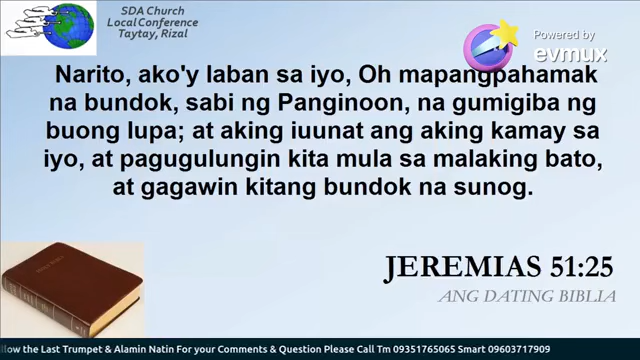 SDA Church
Local Conference
Taytay, Rizal
Powered by
evmux
Narito, ako'y laban sa iyo, Oh mapangpahamak
na bundok, sabi ng Panginoon, na gumigiba ng
buong lupa; at aking iuunat ang aking kamay sa
iyo, at pagugulungin kita mula sa malaking bato,
at gagawin kitang bundok na sunog.
JEREMIAS 51:25
ANG DATING BIBLIA
the Last Trumpet & Alamin Natin For your Comments & Question Please Call Tm 09351765065 Smart 09603717909